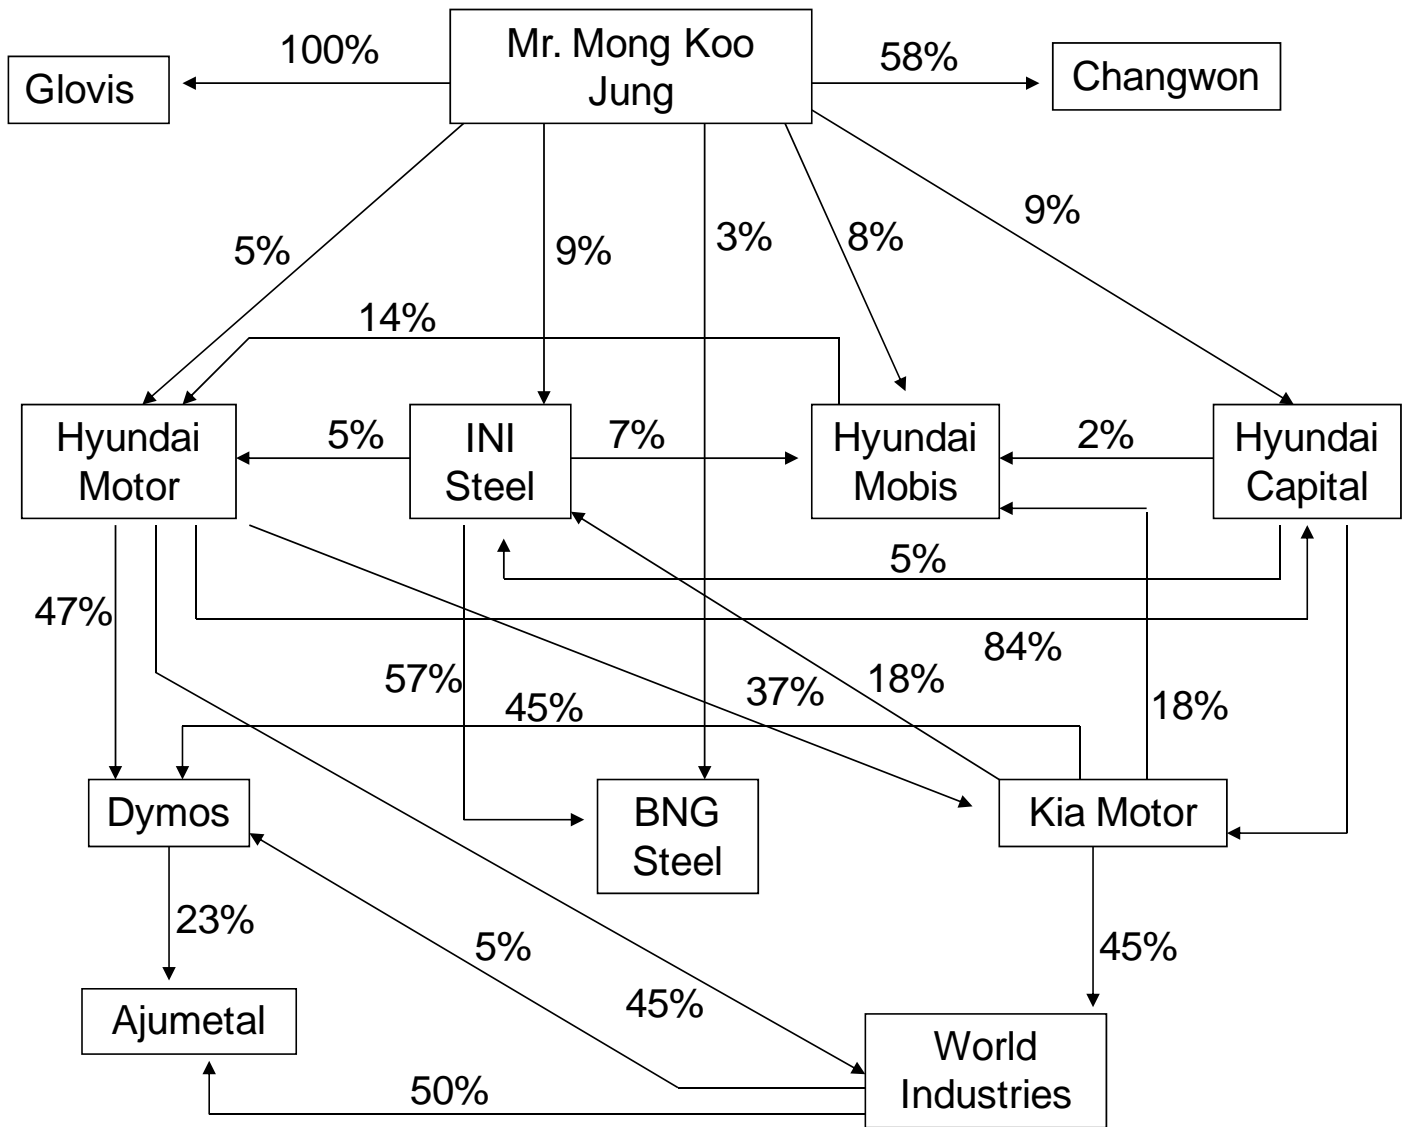 Mr. Mong Koo
Jung
100%
58%
Glovis
Changwon
5%
9%
3%
8%
9%
14%
Hyundai
Motor
5%
INI
Steel
7%
Hyundai
Mobis
2%
Hyundai
Capital
5%
47%
84%
57%
37%
18%
45%
18%
Dymos
BNG
Steel
Kia Motor
23%
5%
45%
45%
Ajumetal
World
Industries
50%